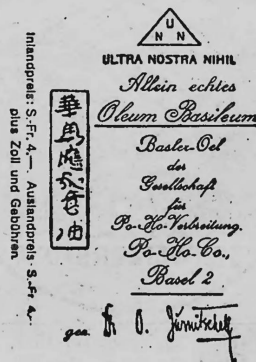 U
N N
ULTRA NOSTRA NIHIL
Allein echtes
Oleum Basileum
Basler-Oel
der
Gesellschaft
für
Po-Ho-Verbreitung.
Po-Ho-Co.,
Basel 2
gez. Dr O.
Inlandpreis: S.Fr. 4,—. Auslandpreis S.Fr 4,-
plus Zoll und Gebühren